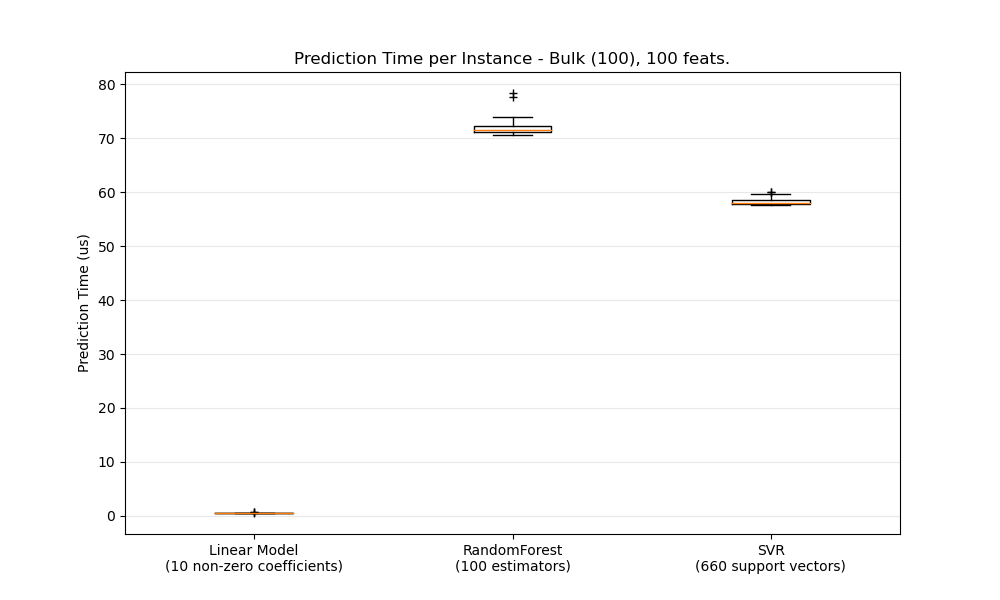 Prediction Time per Instance - Bulk (100), 100 feats.
80
70
60
50
40
30
20
10
0
Prediction Time (us)
Linear Model
(10 non-zero coefficients)
RandomForest
(100 estimators)
SVR
(660 support vectors)